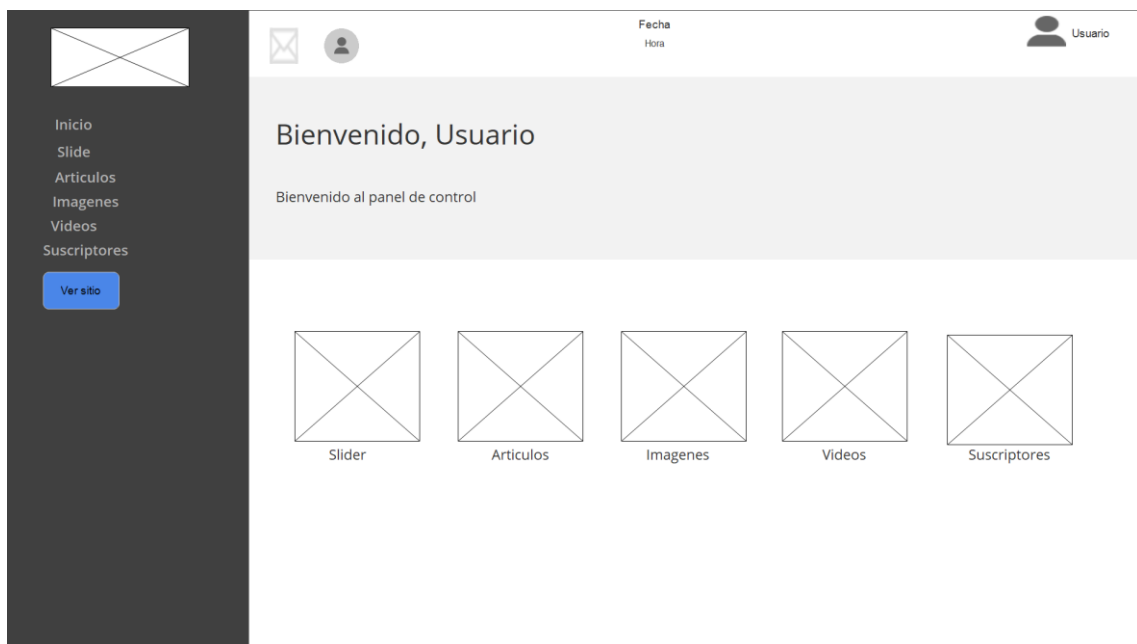 Inicio
Slide
Articulos
Imagenes
Videos
Suscriptores
Ver sitio
Fecha
Hora
Usuario
Bienvenido, Usuario
Bienvenido al panel de control
Slider
Articulos
Imagenes
Videos
Suscriptores